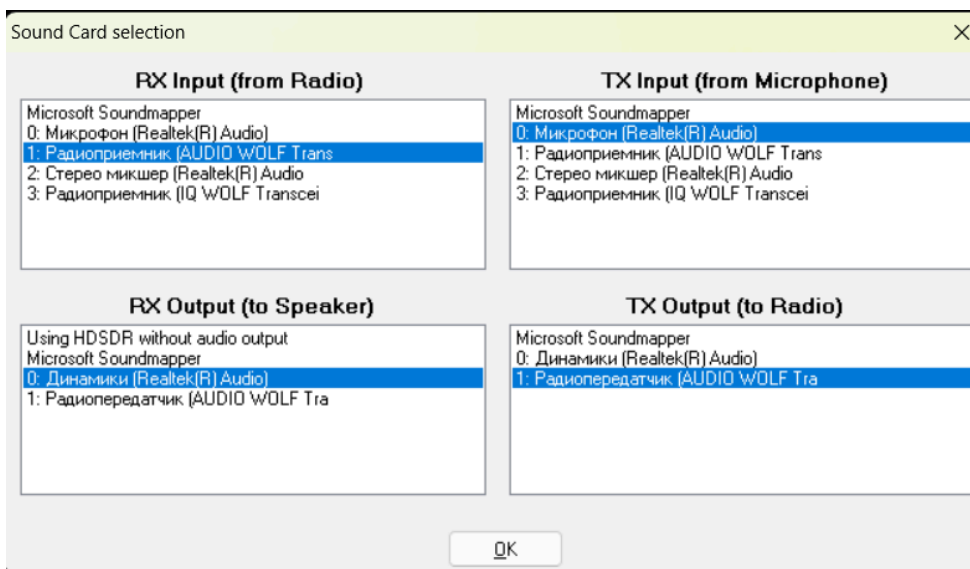 Sound Card selection
RX Input (from Radio)
Microsoft Soundmapper
0: Микрофон (Realtek(R) Audio)
1: Радиоприемник (AUDIO WOLF Trans
2: Стерео микшер (Realtek(R) Audio
3: Радиоприемник (IQ WOLF Transcei
TX Input (from Microphone)
Microsoft Soundmapper
0: Микрофон (Realtek(R) Audio)
1: Радиоприемник (AUDIO WOLF Trans
2: Стерео микшер (Realtek(R) Audio
3: Радиоприемник (IQ WOLF Transcei
RX Output (to Speaker)
Using HDSDR without audio output
Microsoft Soundmapper
0: Динамики (Realtek(R) Audio)
1: Радиопередатчик (AUDIO WOLF Tra
TX Output (to Radio)
Microsoft Soundmapper
0: Динамики (Realtek(R) Audio)
1: Радиопередатчик (AUDIO WOLF Tra
OK